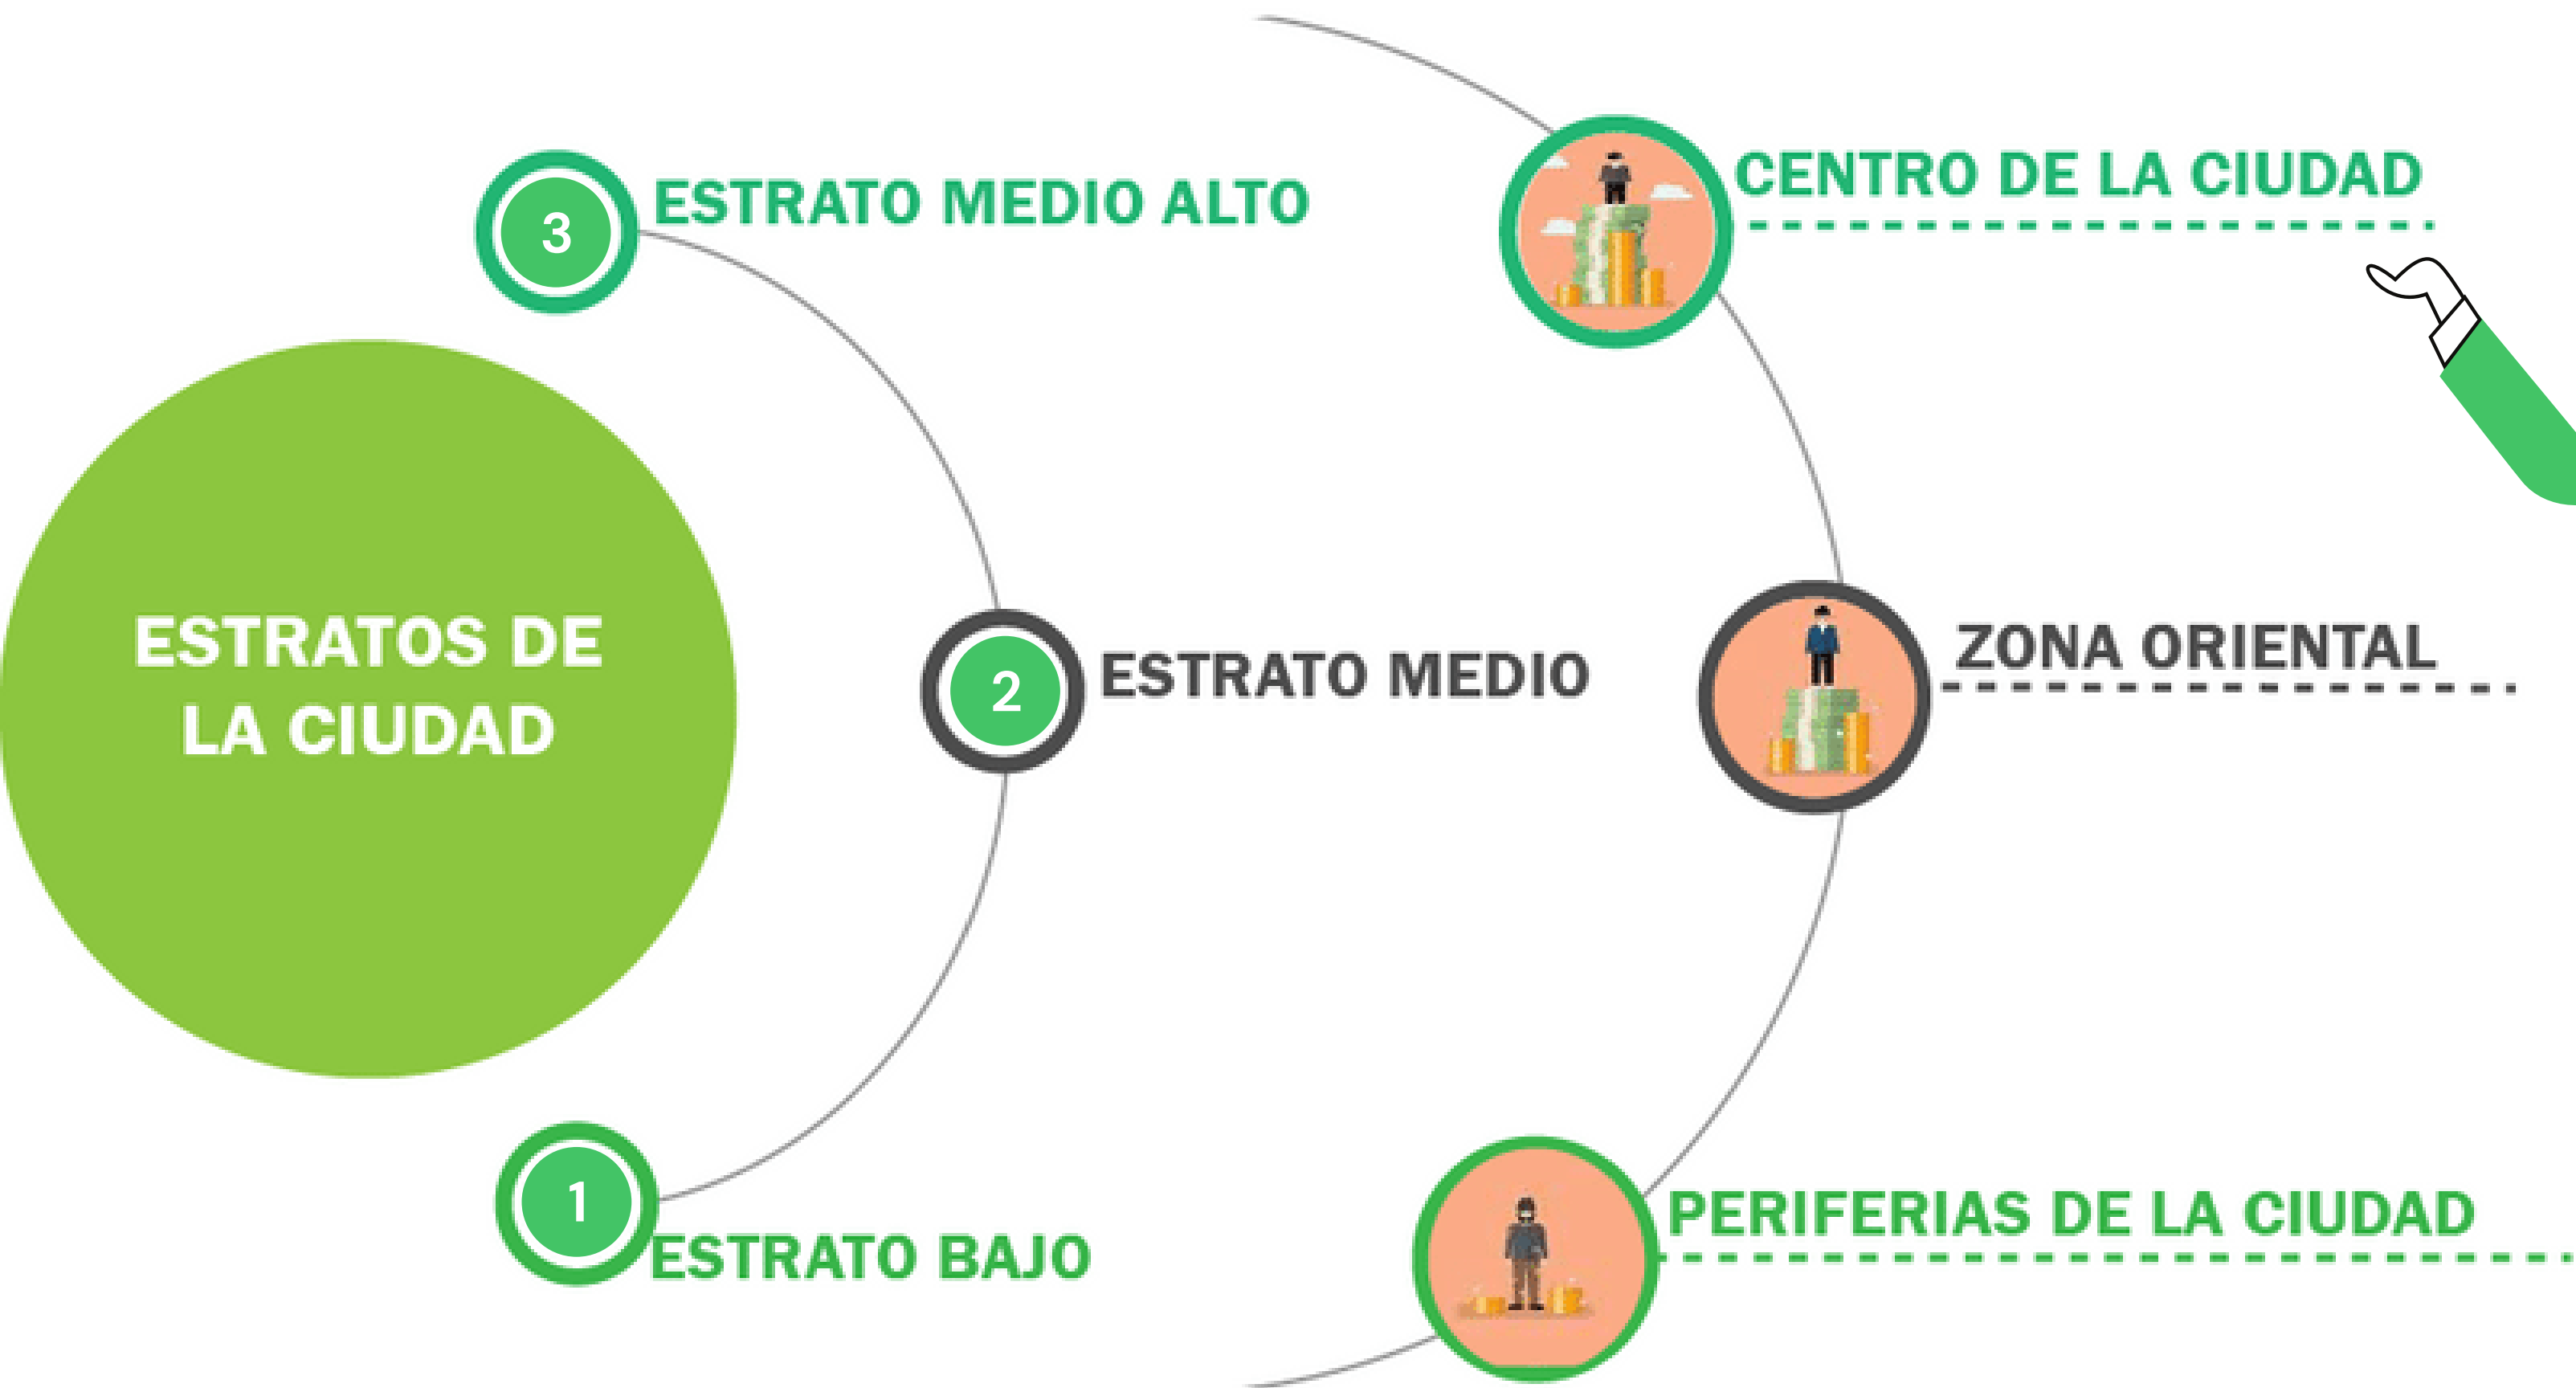 3
ESTRATO MEDIO ALTO
CENTRO DE LA CIUDAD
ESTRATOS DE
LA CIUDAD
2
ESTRATO MEDIO
ZONA ORIENTAL
1
ESTRATO BAJO
PERIFERIAS DE LA CIUDAD